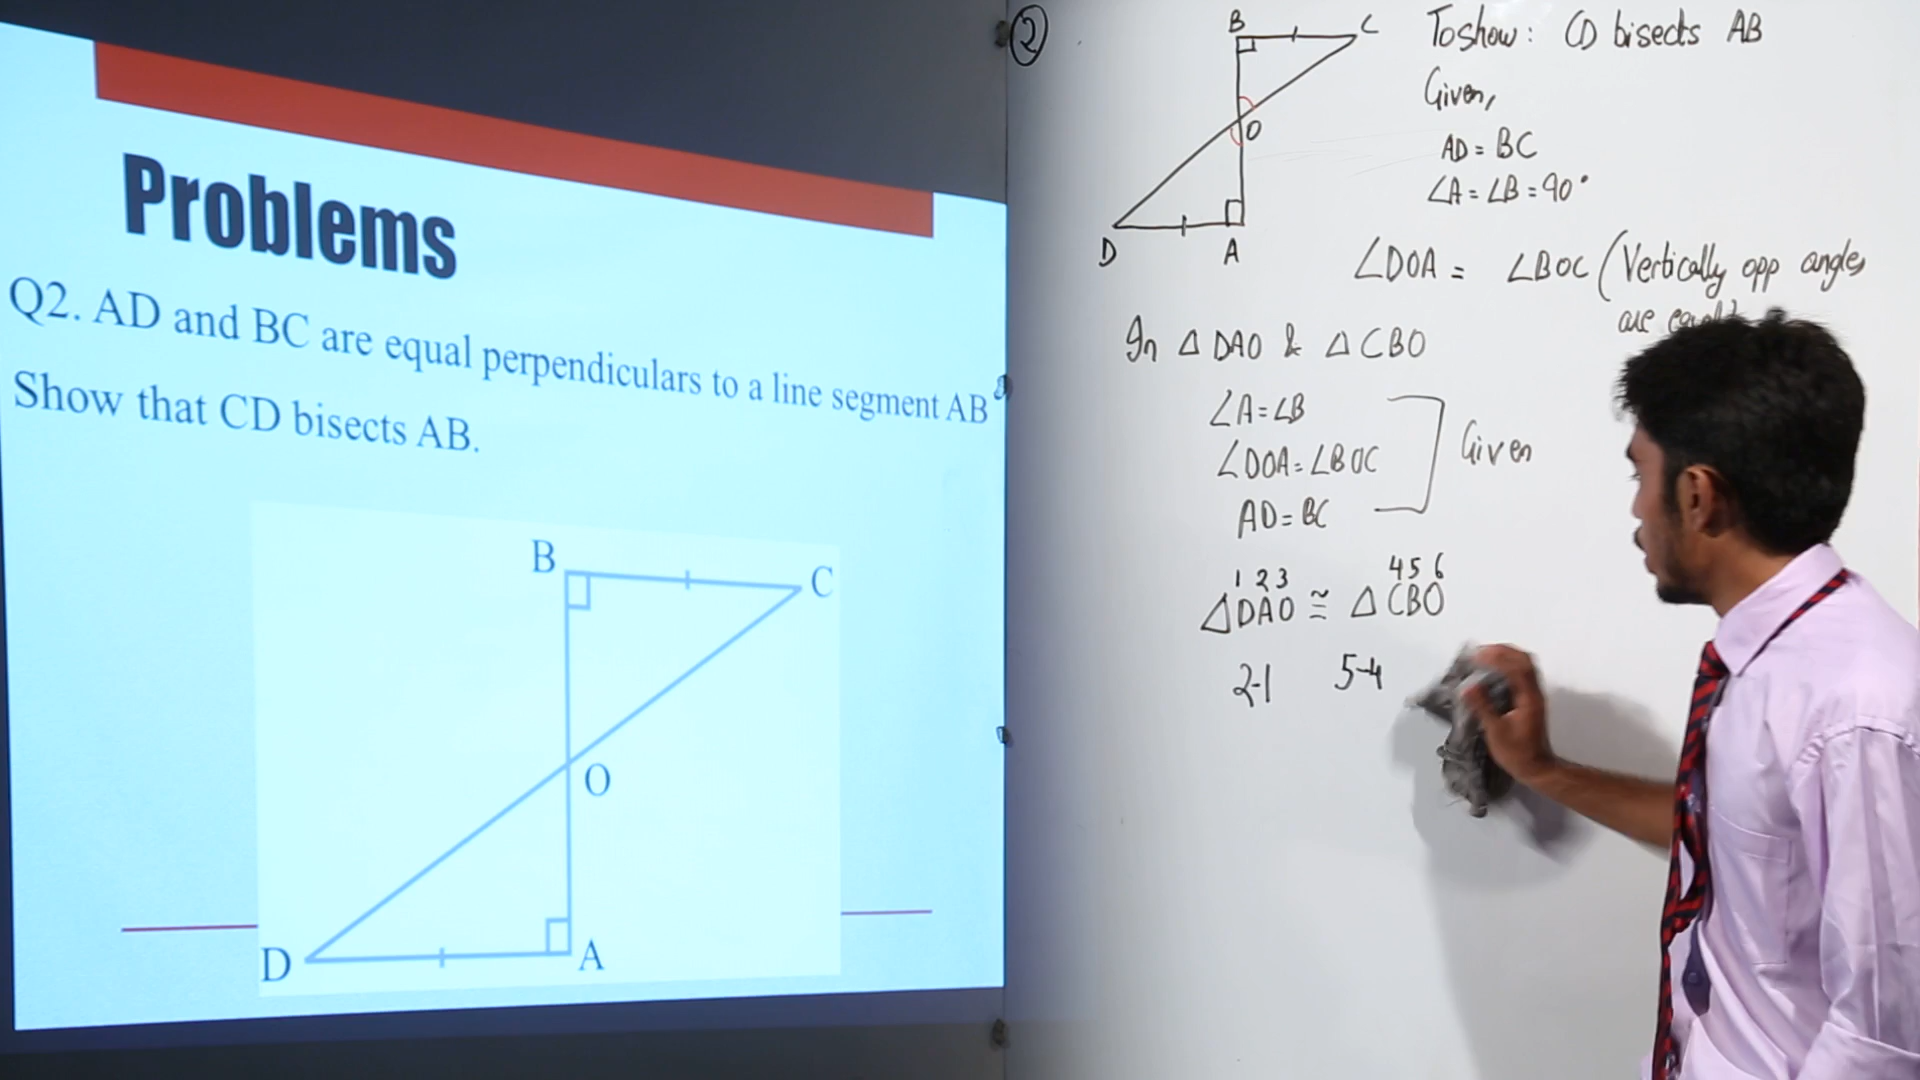 Problems
Q2. AD and BC are equal perpendiculars to a line segment AB
Show that CD bisects AB.
B
C
O
D
A
2
B
C
O
D
A
To show: CD bisects AB
Given,
AD = BC
∠A = ∠B = 90°
∠DOA = ∠BOC (Vertically opp angles
are equal)
In △ DAO & △ CBO
∠A = ∠B
∠DOA = ∠BOC
AD = BC
Given
1 2 3 4 5 6
△DAO ≅ △ CBO
2-1 5-4